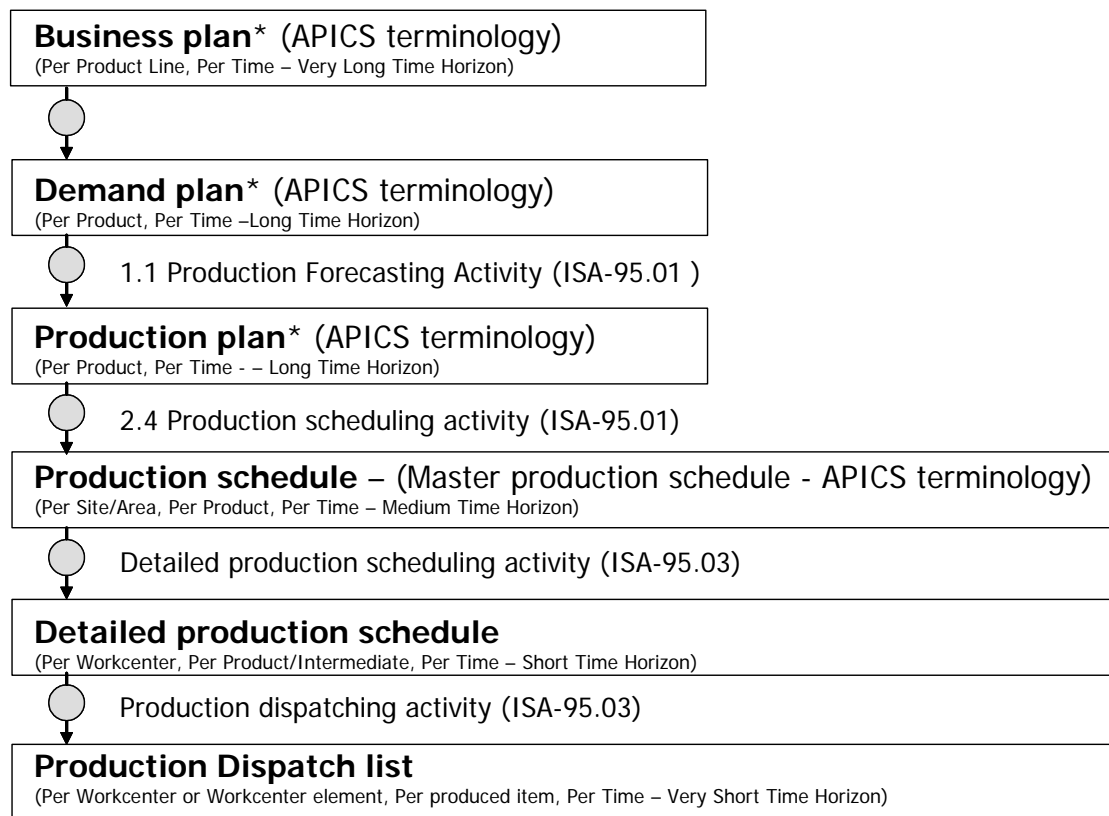 Business plan* (APICS terminology)
(Per Product Line, Per Time – Very Long Time Horizon)
Demand plan* (APICS terminology)
(Per Product, Per Time –Long Time Horizon)
1.1 Production Forecasting Activity (ISA-95.01 )
Production plan* (APICS terminology)
(Per Product, Per Time - – Long Time Horizon)
2.4 Production scheduling activity (ISA-95.01)
Production schedule – (Master production schedule - APICS terminology)
(Per Site/Area, Per Product, Per Time – Medium Time Horizon)
Detailed production scheduling activity (ISA-95.03)
Detailed production schedule
(Per Workcenter, Per Product/Intermediate, Per Time – Short Time Horizon)
Production dispatching activity (ISA-95.03)
Production Dispatch list
(Per Workcenter or Workcenter element, Per produced item, Per Time – Very Short Time Horizon)